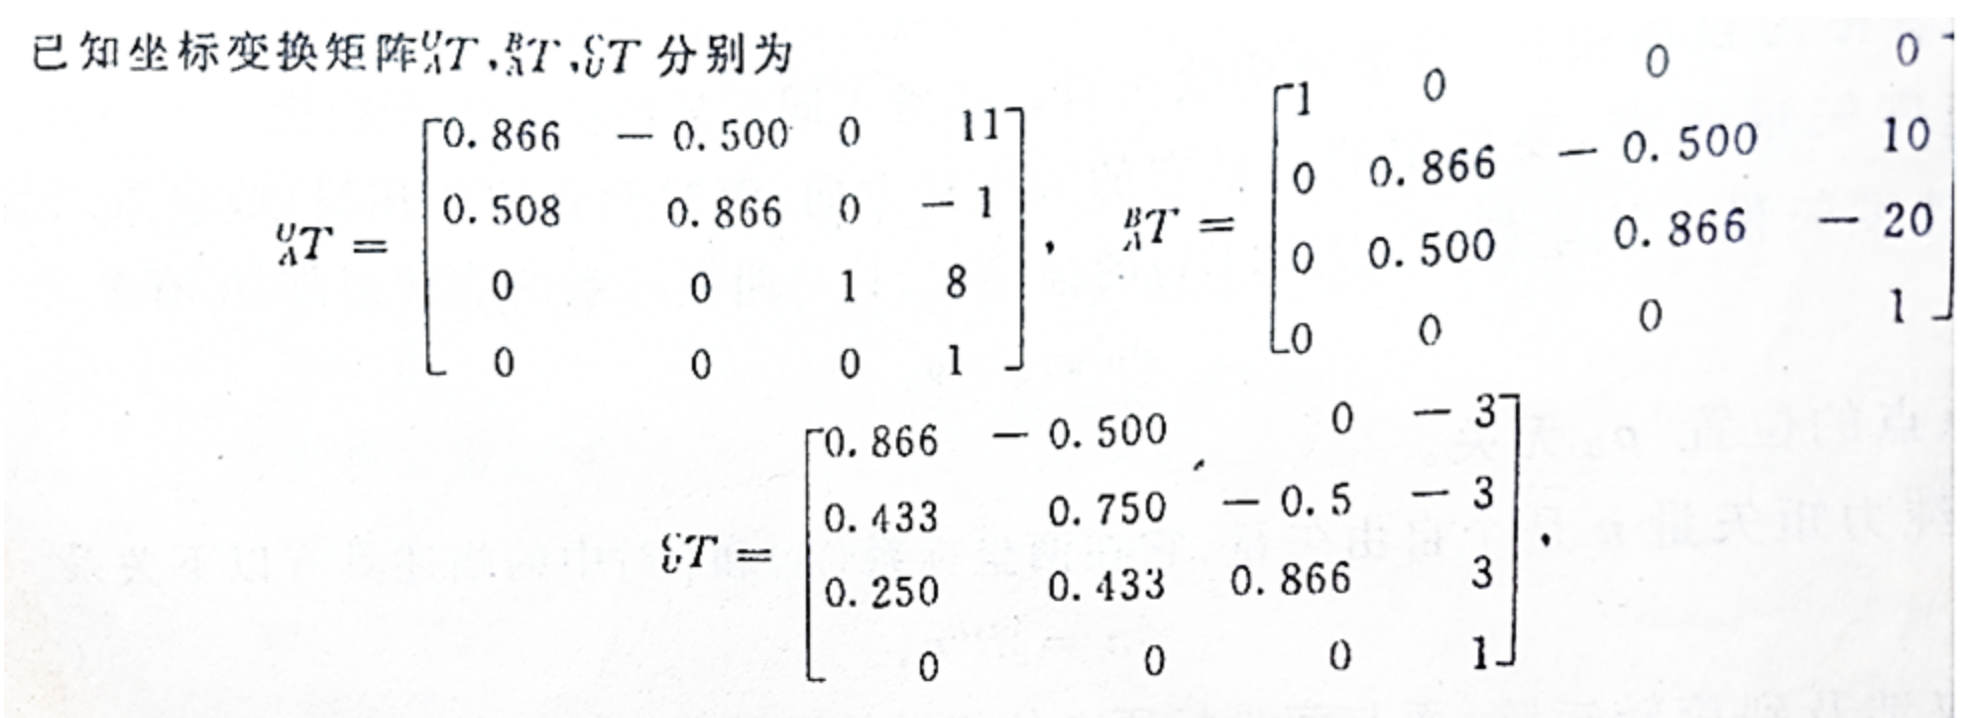 已知坐标变换矩阵${}^{U}_{A}T$,${}^{B}_{A}T$,${}^{C}_{U}T$ 分别为
${}^{U}_{A}T = \begin{bmatrix} 0.866 & -0.500 & 0 & 11 \\ 0.508 & 0.866 & 0 & -1 \\ 0 & 0 & 1 & 8 \\ 0 & 0 & 0 & 1 \end{bmatrix}$, ${}^{B}_{A}T = \begin{bmatrix} 1 & 0 & 0 & 0 \\ 0 & 0.866 & -0.500 & 10 \\ 0 & 0.500 & 0.866 & -20 \\ 0 & 0 & 0 & 1 \end{bmatrix}$
${}^{C}_{U}T = \begin{bmatrix} 0.866 & -0.500 & 0 & -3 \\ 0.433 & 0.750 & -0.5 & -3 \\ 0.250 & 0.433 & 0.866 & 3 \\ 0 & 0 & 0 & 1 \end{bmatrix}$.